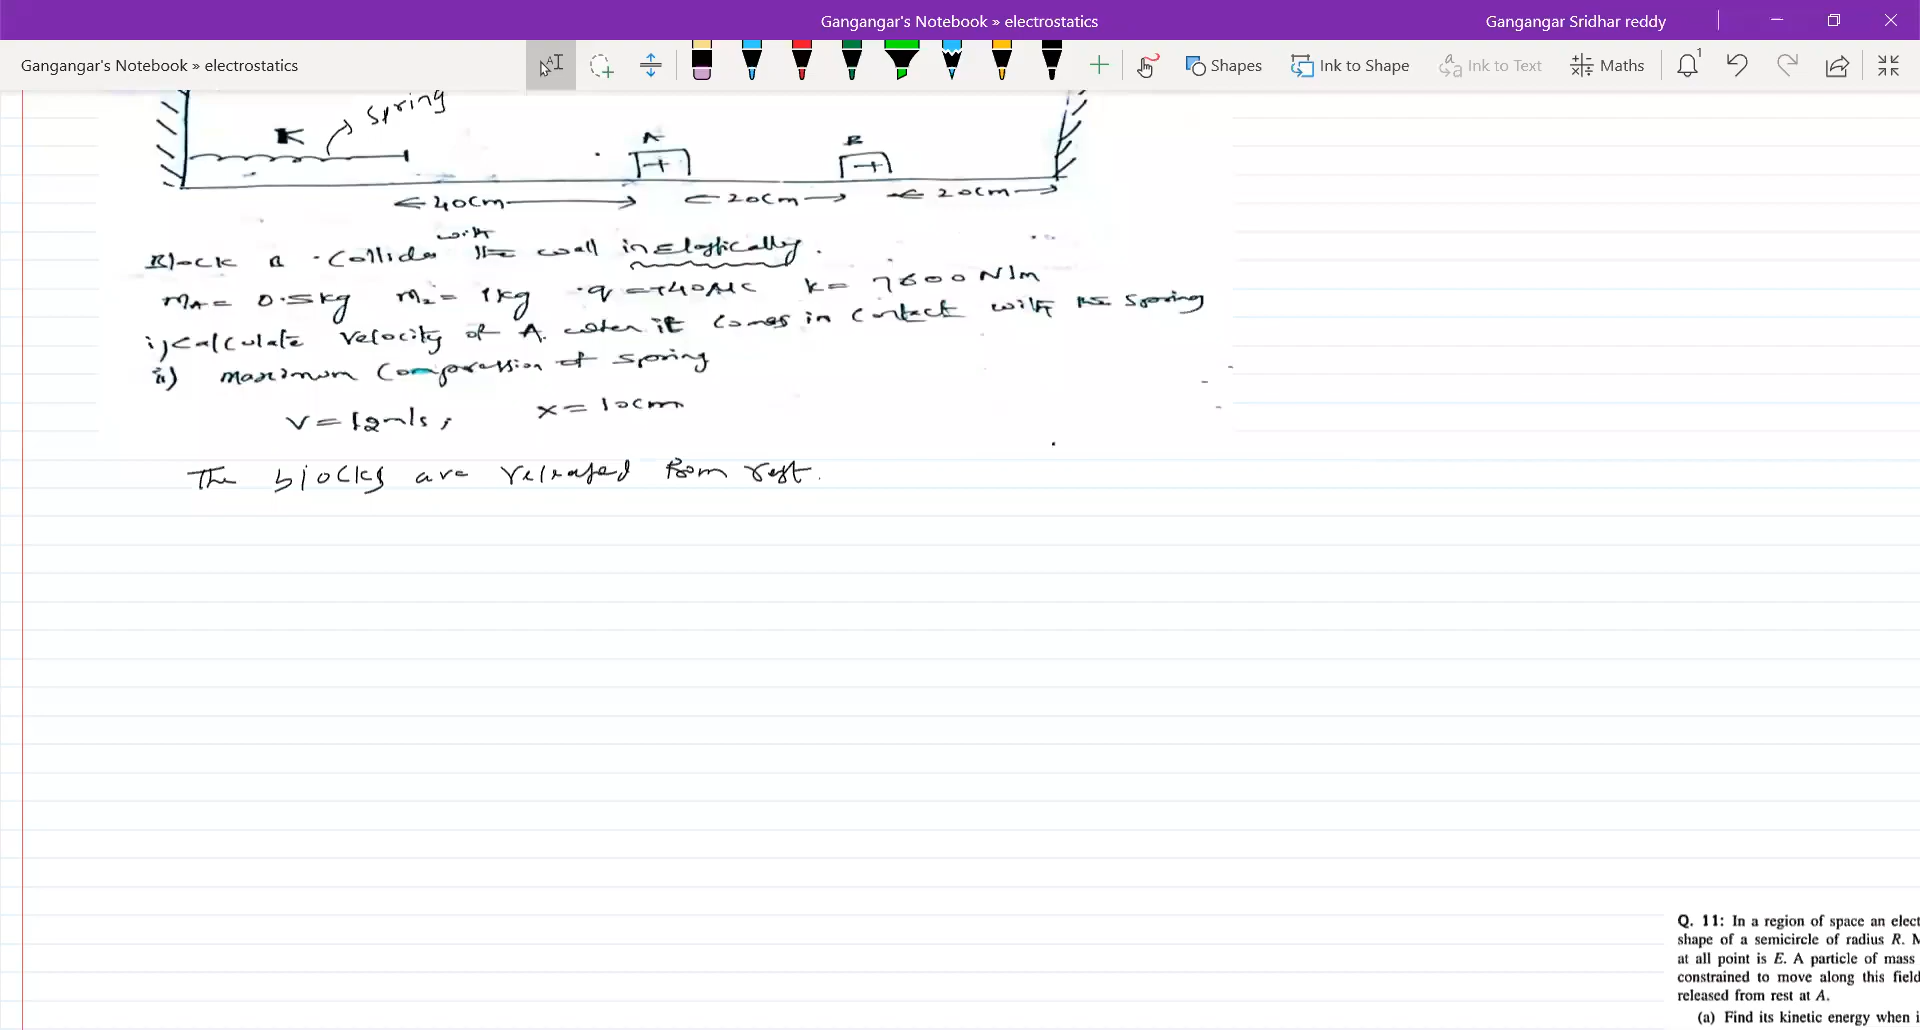 Gangangar's Notebook » electrostatics
Gangangar Sridhar reddy
Gangangar's Notebook » electrostatics
Shapes
Ink to Shape
Ink to Text
Maths
1
K
spring
A
B
+
+
40cm
20cm
20cm
with
Block B collides the wall inelastically.
mA = 0.5kg m2 = 1kg q = +40μC K = 7600 N/m
i) Calculate velocity of A when it comes in contact with the spring
ii) maximum compression of spring
V = 12m/s, x = 10cm
The blocks are released from rest.
Q. 11: In a region of space an elect
shape of a semicircle of radius R.
at all point is E. A particle of mass
constrained to move along this field
released from rest at A.
(a) Find its kinetic energy when i